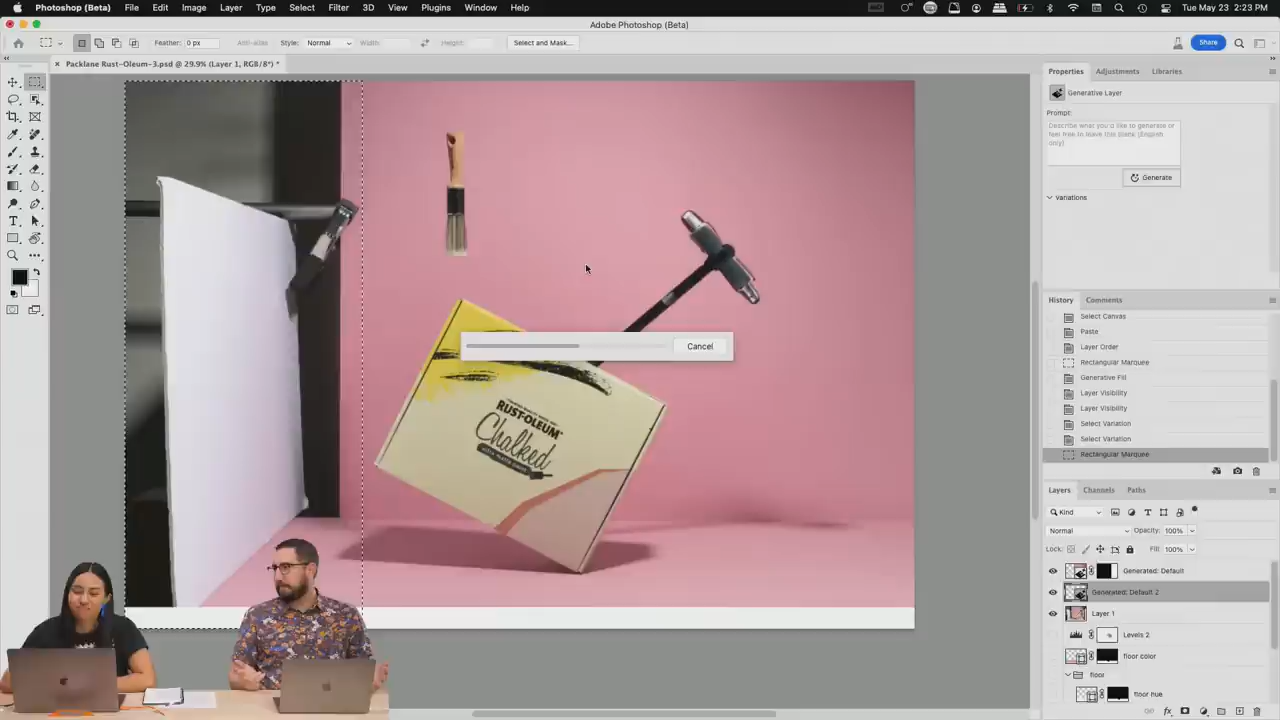 Photoshop (Beta) File Edit Image Layer Type Select Filter 3D View Plugins Window Help
Tue May 23 2:23 PM
Adobe Photoshop (Beta)
Feather: 0 px Anti-alias Style: Normal Width: Height: Select and Mask... Share
× Packlane Rust-Oleum-3.psd @ 29.9% (Layer 1, RGB/8*) *
Properties Adjustments Libraries
Generative Layer
Prompt:
Describe what you'd like to generate or
feel free to leave this blank (English
only)
Generate
Variations
Cancel
RUST-OLEUM
Chalked
ULTRA MATTE PAINT
History Comments
Select Canvas
Paste
Layer Order
Rectangular Marquee
Generative Fill
Layer Visibility
Layer Visibility
Select Variation
Select Variation
Rectangular Marquee
Layers Channels Paths
Kind
Normal Opacity: 100%
Lock: Fill: 100%
Generated: Default
Generated: Default 2
Layer 1
Levels 2
floor color
floor
floor hue
fx